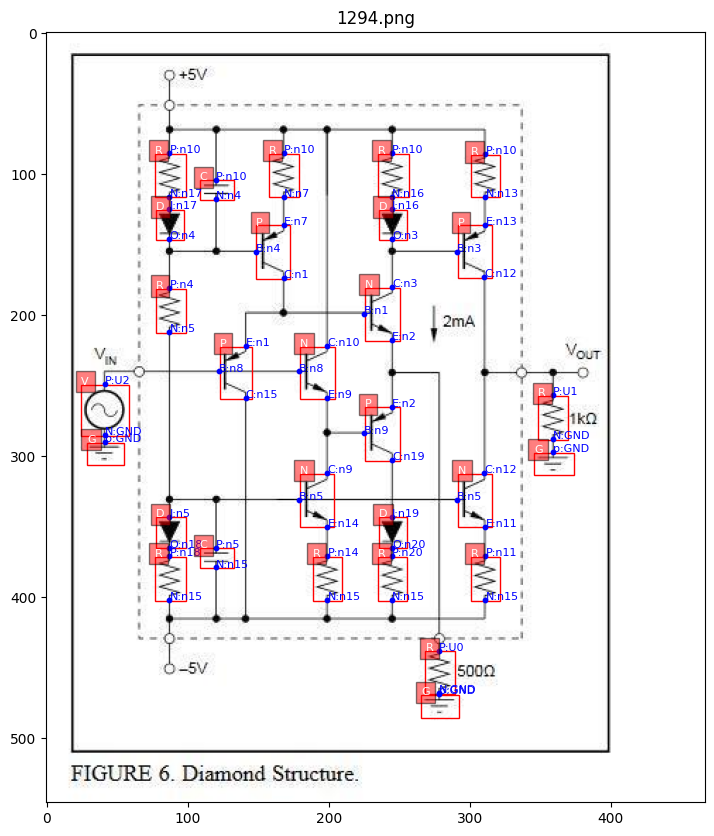 1294.png
0
+5V
R P:n10
R P:n10
R P:n10
R P:n10
C P:n10
100
N:n17
N:n4
N:n7
N:n16
N:n13
D I:n17
D I:n16
P E:n7
P E:n13
O:n4
O:n3
B:n4
B:n3
C:n1
C:n12
R P:n4
N C:n3
200
B:n1
2mA
N:n5
E:n2
P E:n1
N C:n10
VIN
VOUT
B:n8
B:n8
V P:U2
R P:U1
C:n15
E:n9
P E:n2
1kΩ
B:n9
N:GND
N:GND
G p:GND
G p:GND
300
C:n19
N C:n9
N C:n12
B:n5
B:n5
D I:n5
D I:n19
E:n14
E:n11
C P:n5
O:n18
O:n20
R P:n18
R P:n14
R P:n20
R P:n11
N:n15
400
N:n15
N:n15
N:n15
N:n15
R P:U0
–5V
500Ω
G N:GND
500
FIGURE 6. Diamond Structure.
0
100
200
300
400